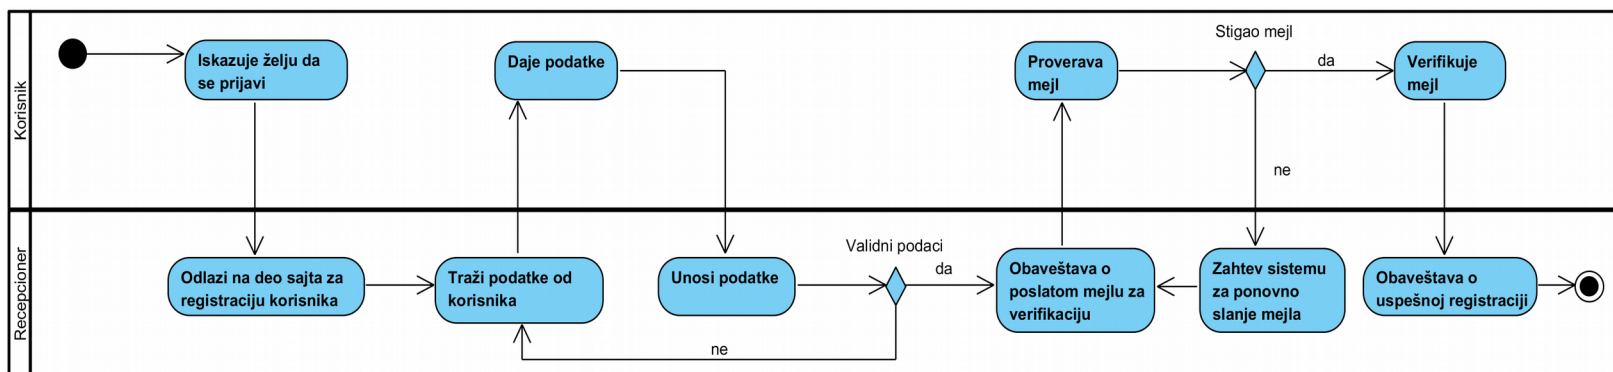 Korisnik
Iskazuje želju da
se prijavi
Daje podatke
Proverava
mejl
Stigao mejl
da
Verifikuje
mejl
ne
Recepcioner
Odlazi na deo sajta za
registraciju korisnika
Traži podatke od
korisnika
Unosi podatke
Validni podaci
da
ne
Obaveštava o
poslatom mejlu za
verifikaciju
Zahtev sistemu
za ponovno
slanje mejla
Obaveštava o
uspešnoj registraciji